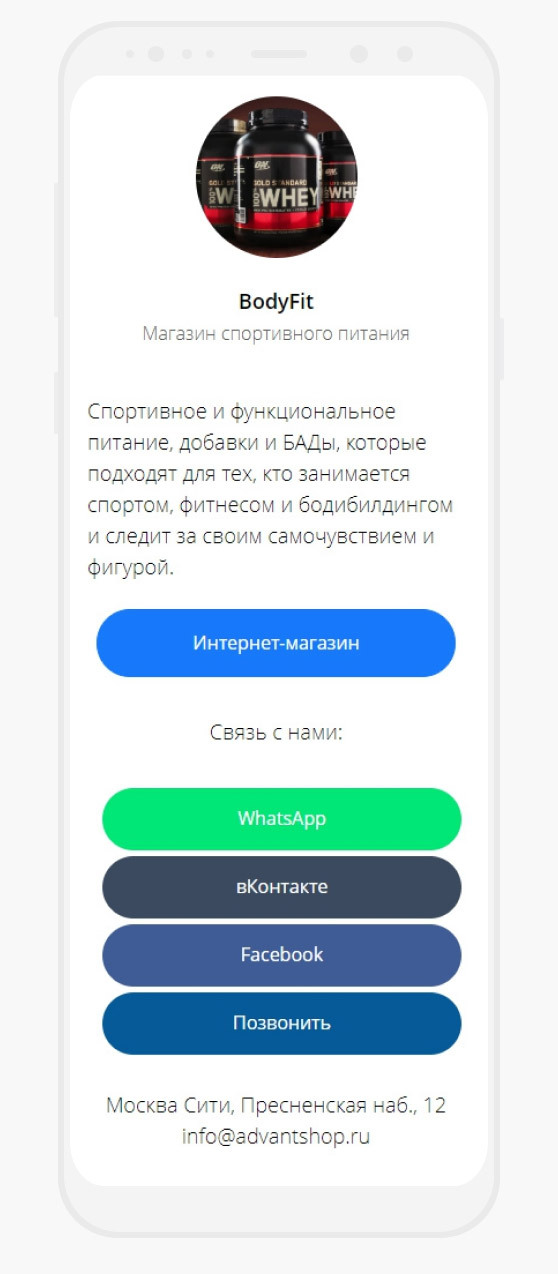 ON
GOLD STANDARD
100% WHEY
BodyFit
Магазин спортивного питания
Спортивное и функциональное
питание, добавки и БАДы, которые
подходят для тех, кто занимается
спортом, фитнесом и бодибилдингом
и следит за своим самочувствием и
фигурой.
Интернет-магазин
Связь с нами:
WhatsApp
вКонтакте
Facebook
Позвонить
Москва Сити, Пресненская наб., 12
info@advantshop.ru